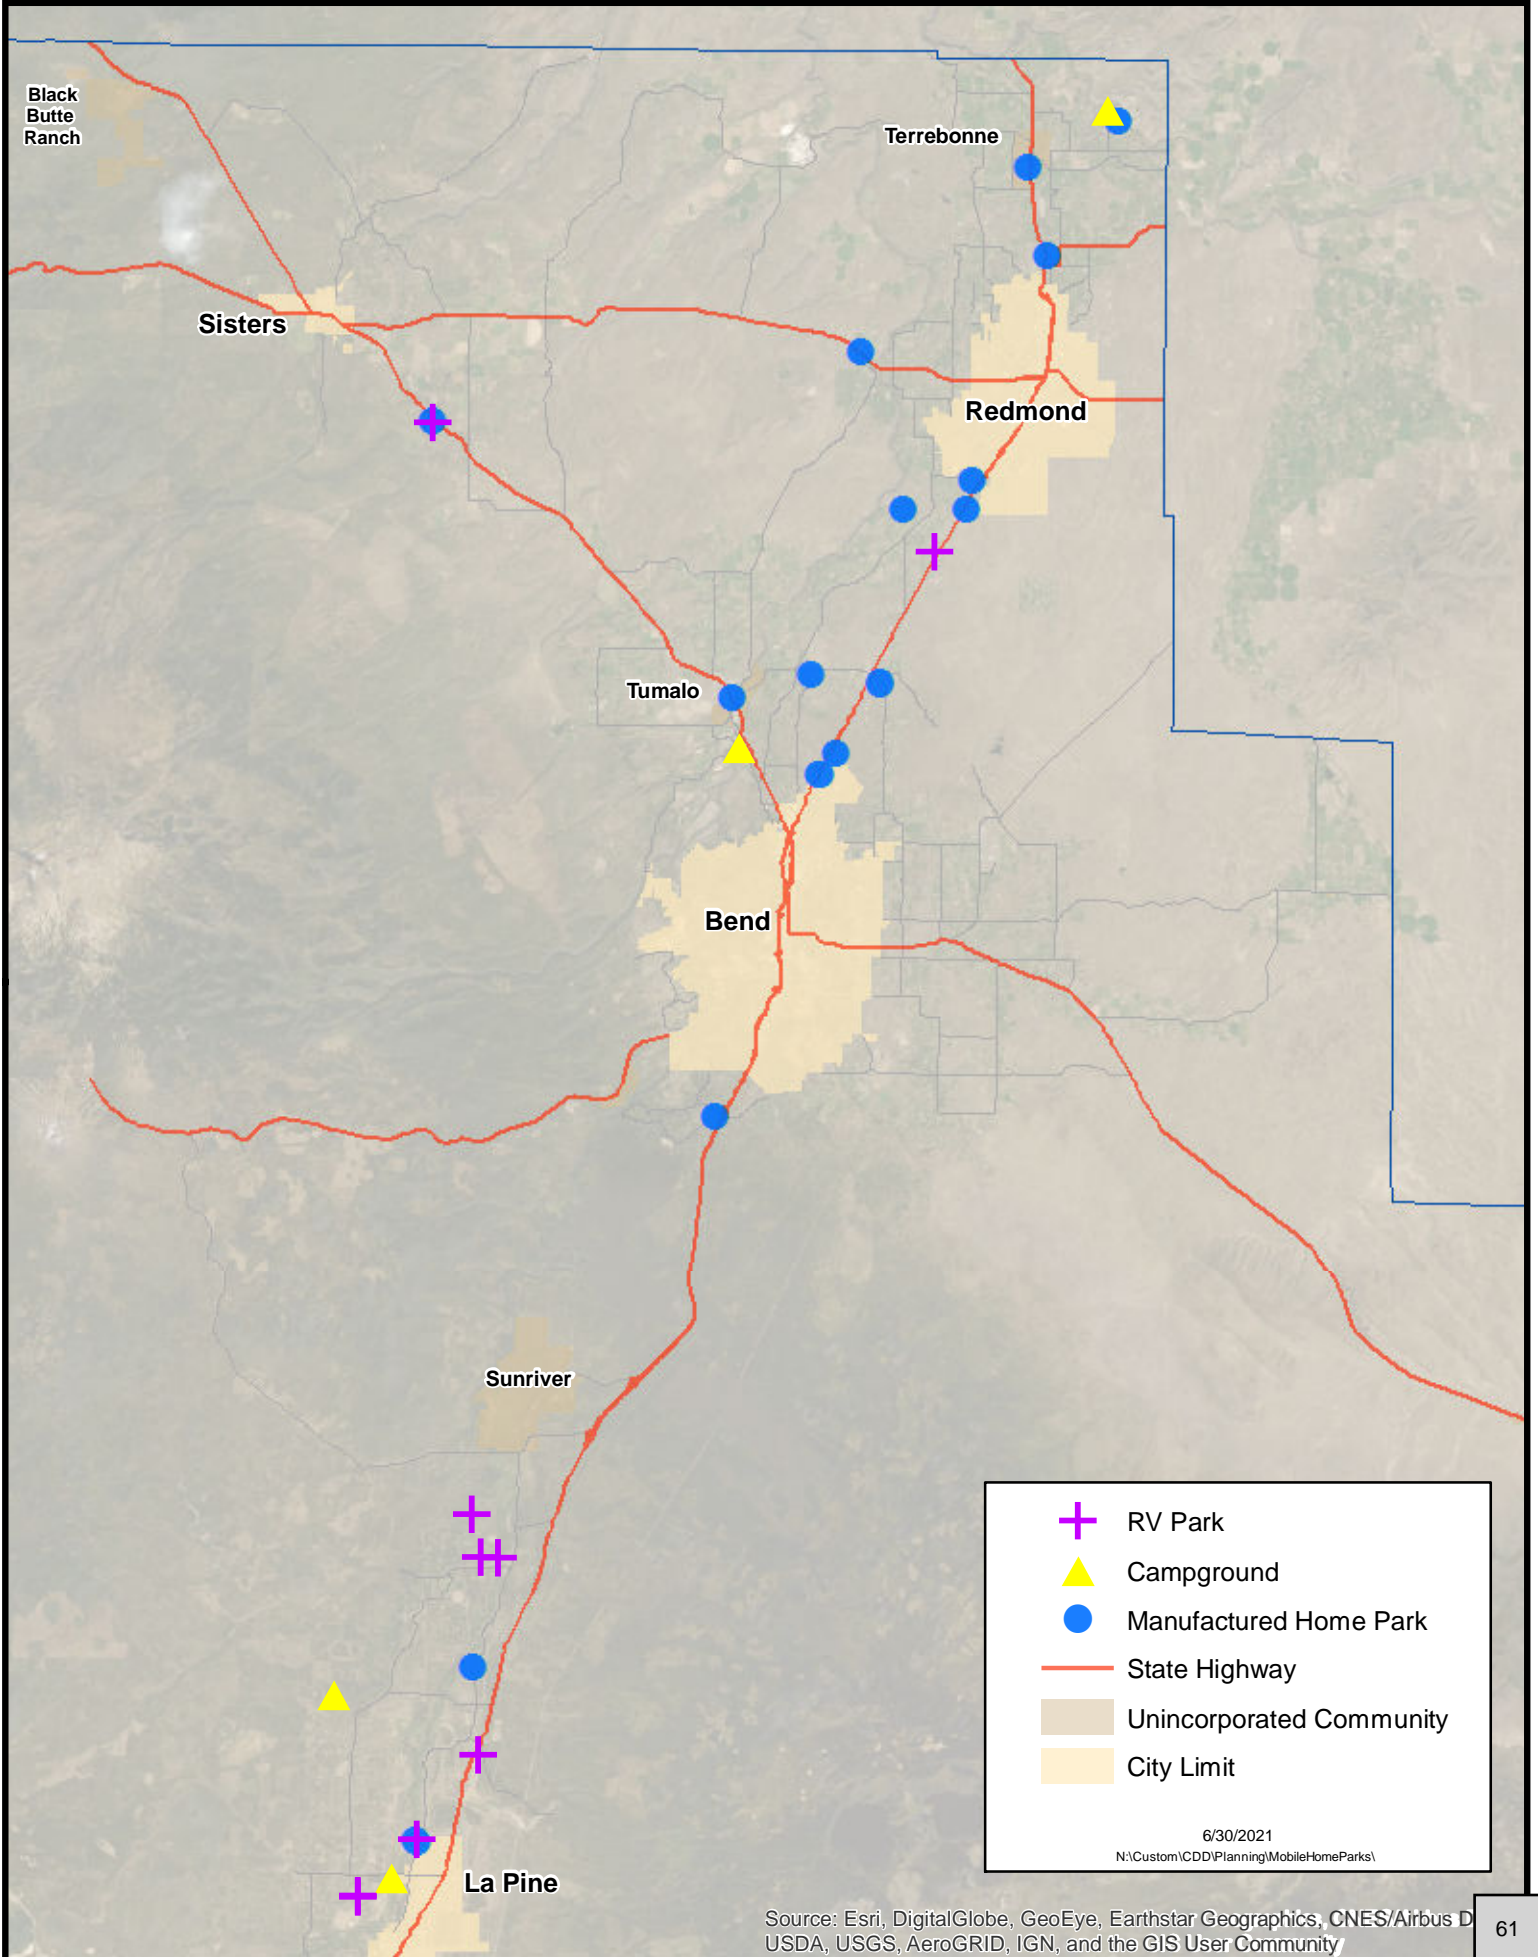 Black
Butte
Ranch
Terrebonne
Sisters
Redmond
Tumalo
Bend
Sunriver
RV Park
Campground
Manufactured Home Park
State Highway
Unincorporated Community
City Limit
6/30/2021
N:\Custom\CDD\Planning\MobileHomeParks\
La Pine
Source: Esri, DigitalGlobe, GeoEye, Earthstar Geographics, CNES/Airbus D
USDA, USGS, AeroGRID, IGN, and the GIS User Community
61